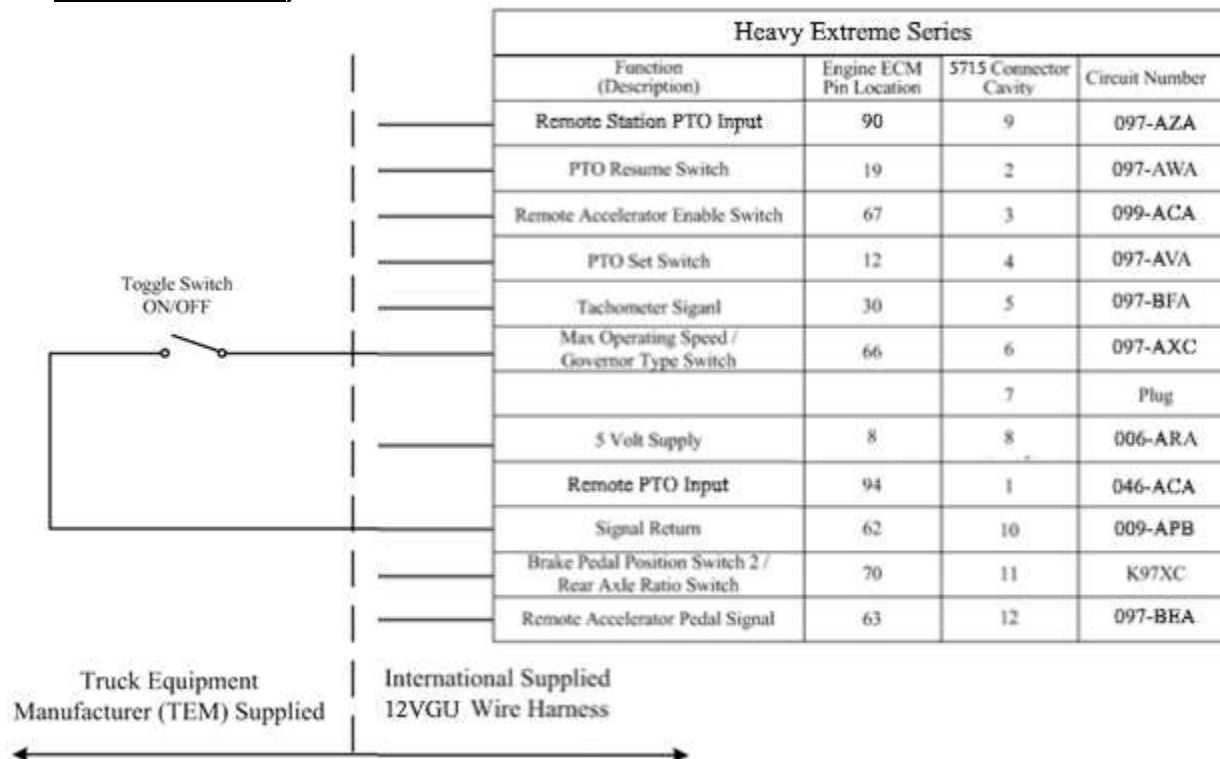 Heavy Extreme Series
Function (Description) Engine ECM Pin Location 5715 Connector Cavity Circuit Number
Remote Station PTO Input 90 9 097-AZA
PTO Resume Switch 19 2 097-AWA
Remote Accelerator Enable Switch 67 3 099-ACA
PTO Set Switch 12 4 097-AVA
Toggle Switch
ON/OFF
Tachometer Siganl 30 5 097-BFA
Max Operating Speed /
Governor Type Switch 66 6 097-AXC
7 Plug
5 Volt Supply 8 8 006-ARA
Remote PTO Input 94 1 046-ACA
Signal Return 62 10 009-APB
Brake Pedal Position Switch 2 /
Rear Axle Ratio Switch 70 11 K97XC
Remote Accelerator Pedal Signal 63 12 097-BEA
Truck Equipment
Manufacturer (TEM) Supplied
International Supplied
12VGU Wire Harness